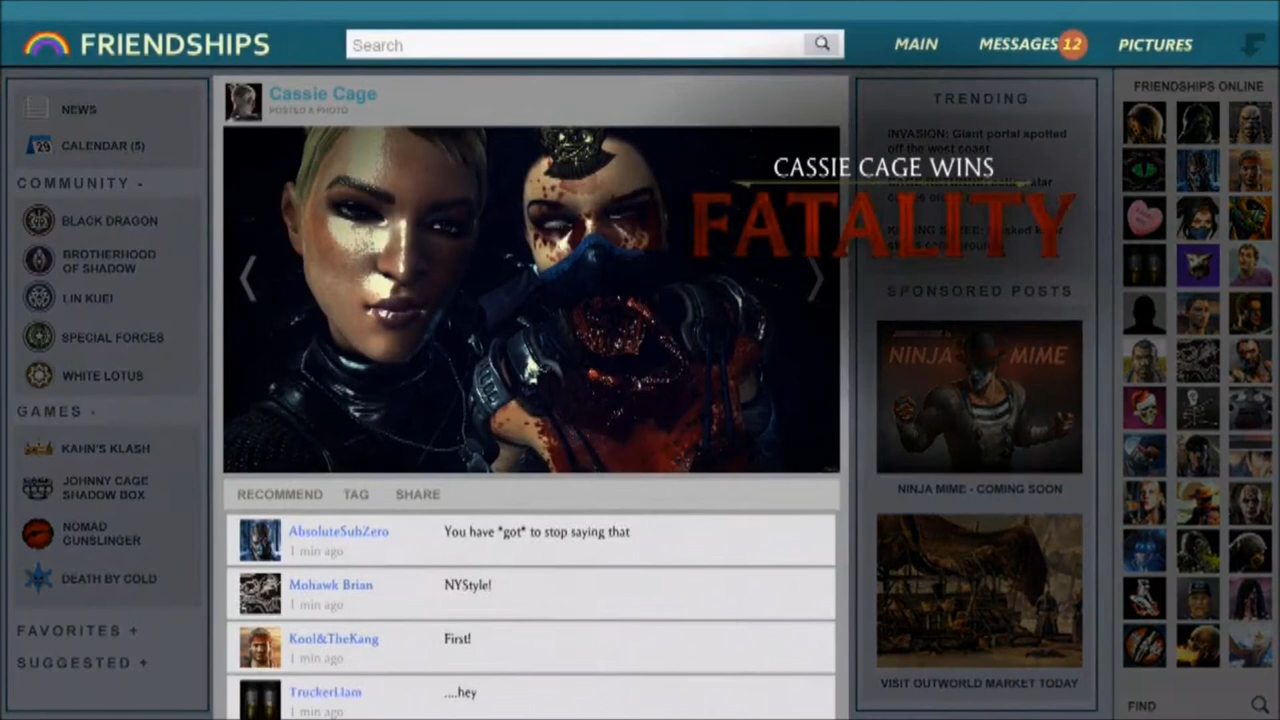 FRIENDSHIPS
Search
MAIN
MESSAGES 12
PICTURES
NEWS
29
CALENDAR (5)
COMMUNITY -
BLACK DRAGON
BROTHERHOOD
OF SHADOW
LIN KUEI
SPECIAL FORCES
WHITE LOTUS
GAMES -
KAHN'S KLASH
JOHNNY CAGE
SHADOW BOX
NOMAD
GUNSLINGER
DEATH BY COLD
FAVORITES +
SUGGESTED +
Cassie Cage
POSTED A PHOTO
CASSIE CAGE WINS
FATALITY
RECOMMEND
TAG
SHARE
AbsoluteSubZero
You have *got* to stop saying that
1 min ago
Mohawk Brian
NYStyle!
1 min ago
Kool&TheKang
First!
1 min ago
TruckerLiam
....hey
1 min ago
TRENDING
INVASION: Giant portal spotted
off the west coast
SPONSORED POSTS
NINJA MIME
NINJA MIME - COMING SOON
VISIT OUTWORLD MARKET TODAY
FRIENDSHIPS ONLINE
FIND